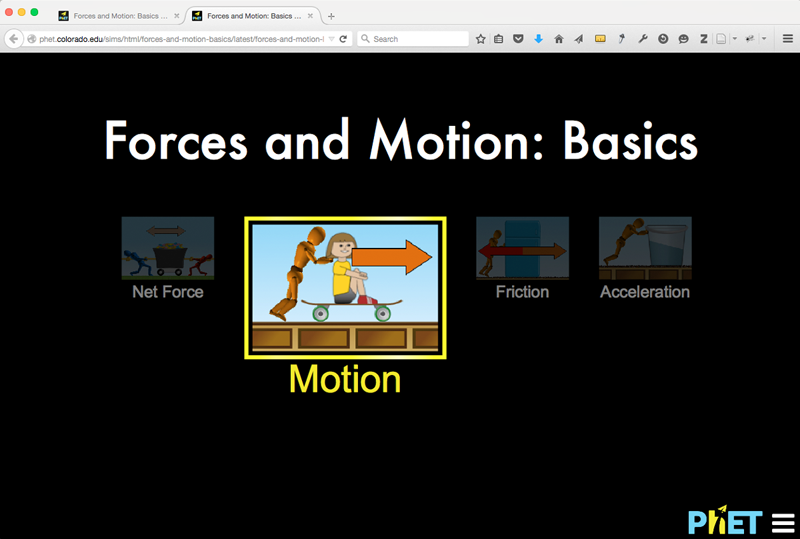 Forces and Motion: Basics ...
Forces and Motion: Basics ...
phet.colorado.edu/sims/html/forces-and-motion-basics/latest/forces-and-motion-l
Search
Forces and Motion: Basics
Net Force
Motion
Friction
Acceleration
PhET